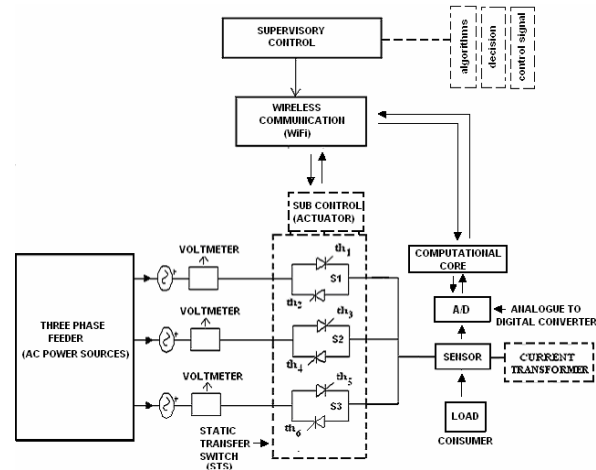 SUPERVISORY
CONTROL
algorithms
decision
control signal
WIRELESS
COMMUNICATION
(WiFi)
SUB CONTROL
(ACTUATOR)
THREE PHASE
FEEDER
(AC POWER SOURCES)
VOLTMETER
+
th1
S1
th2
VOLTMETER
+
th3
S2
th4
VOLTMETER
+
th5
S3
th6
STATIC
TRANSFER
SWITCH
(STS)
COMPUTATIONAL
CORE
A/D
ANALOGUE TO
DIGITAL CONVERTER
SENSOR
CURRENT
TRANSFORMER
LOAD
CONSUMER